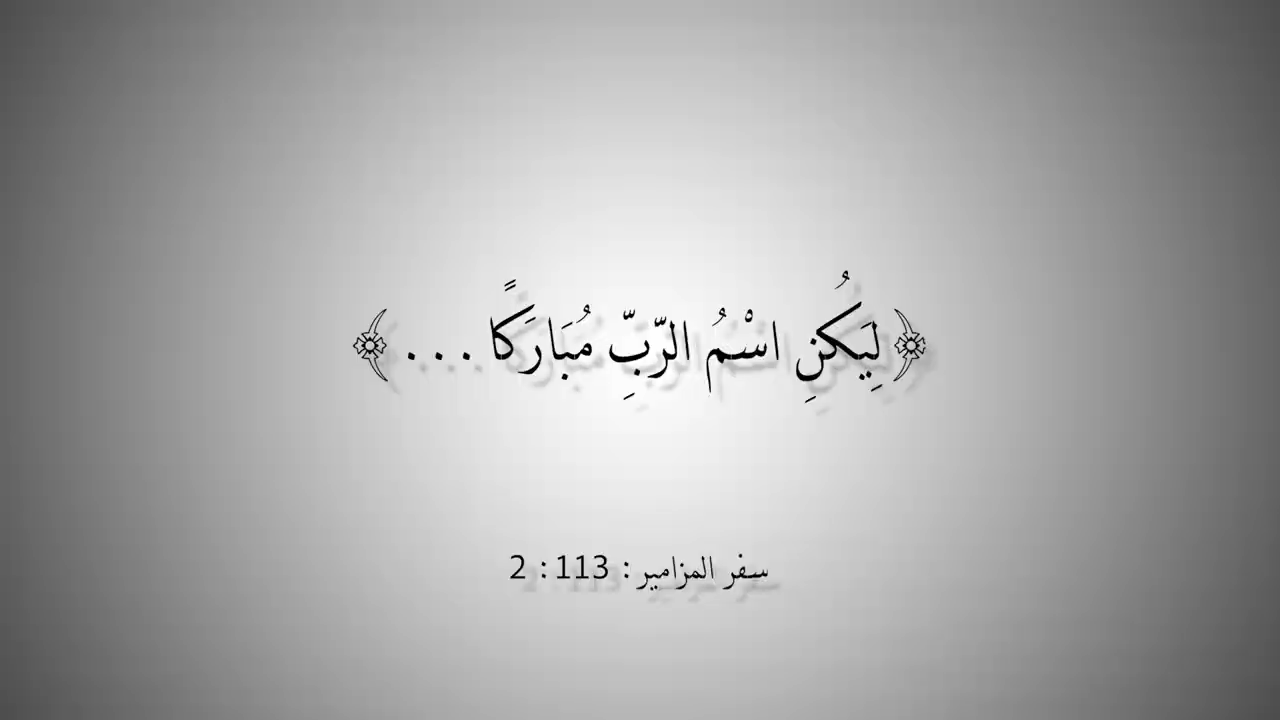 ﴿لِيَكُنِ اسْمُ الرَّبِّ مُبَارَكًا ....﴾
سفر المزامير : 113 : 2